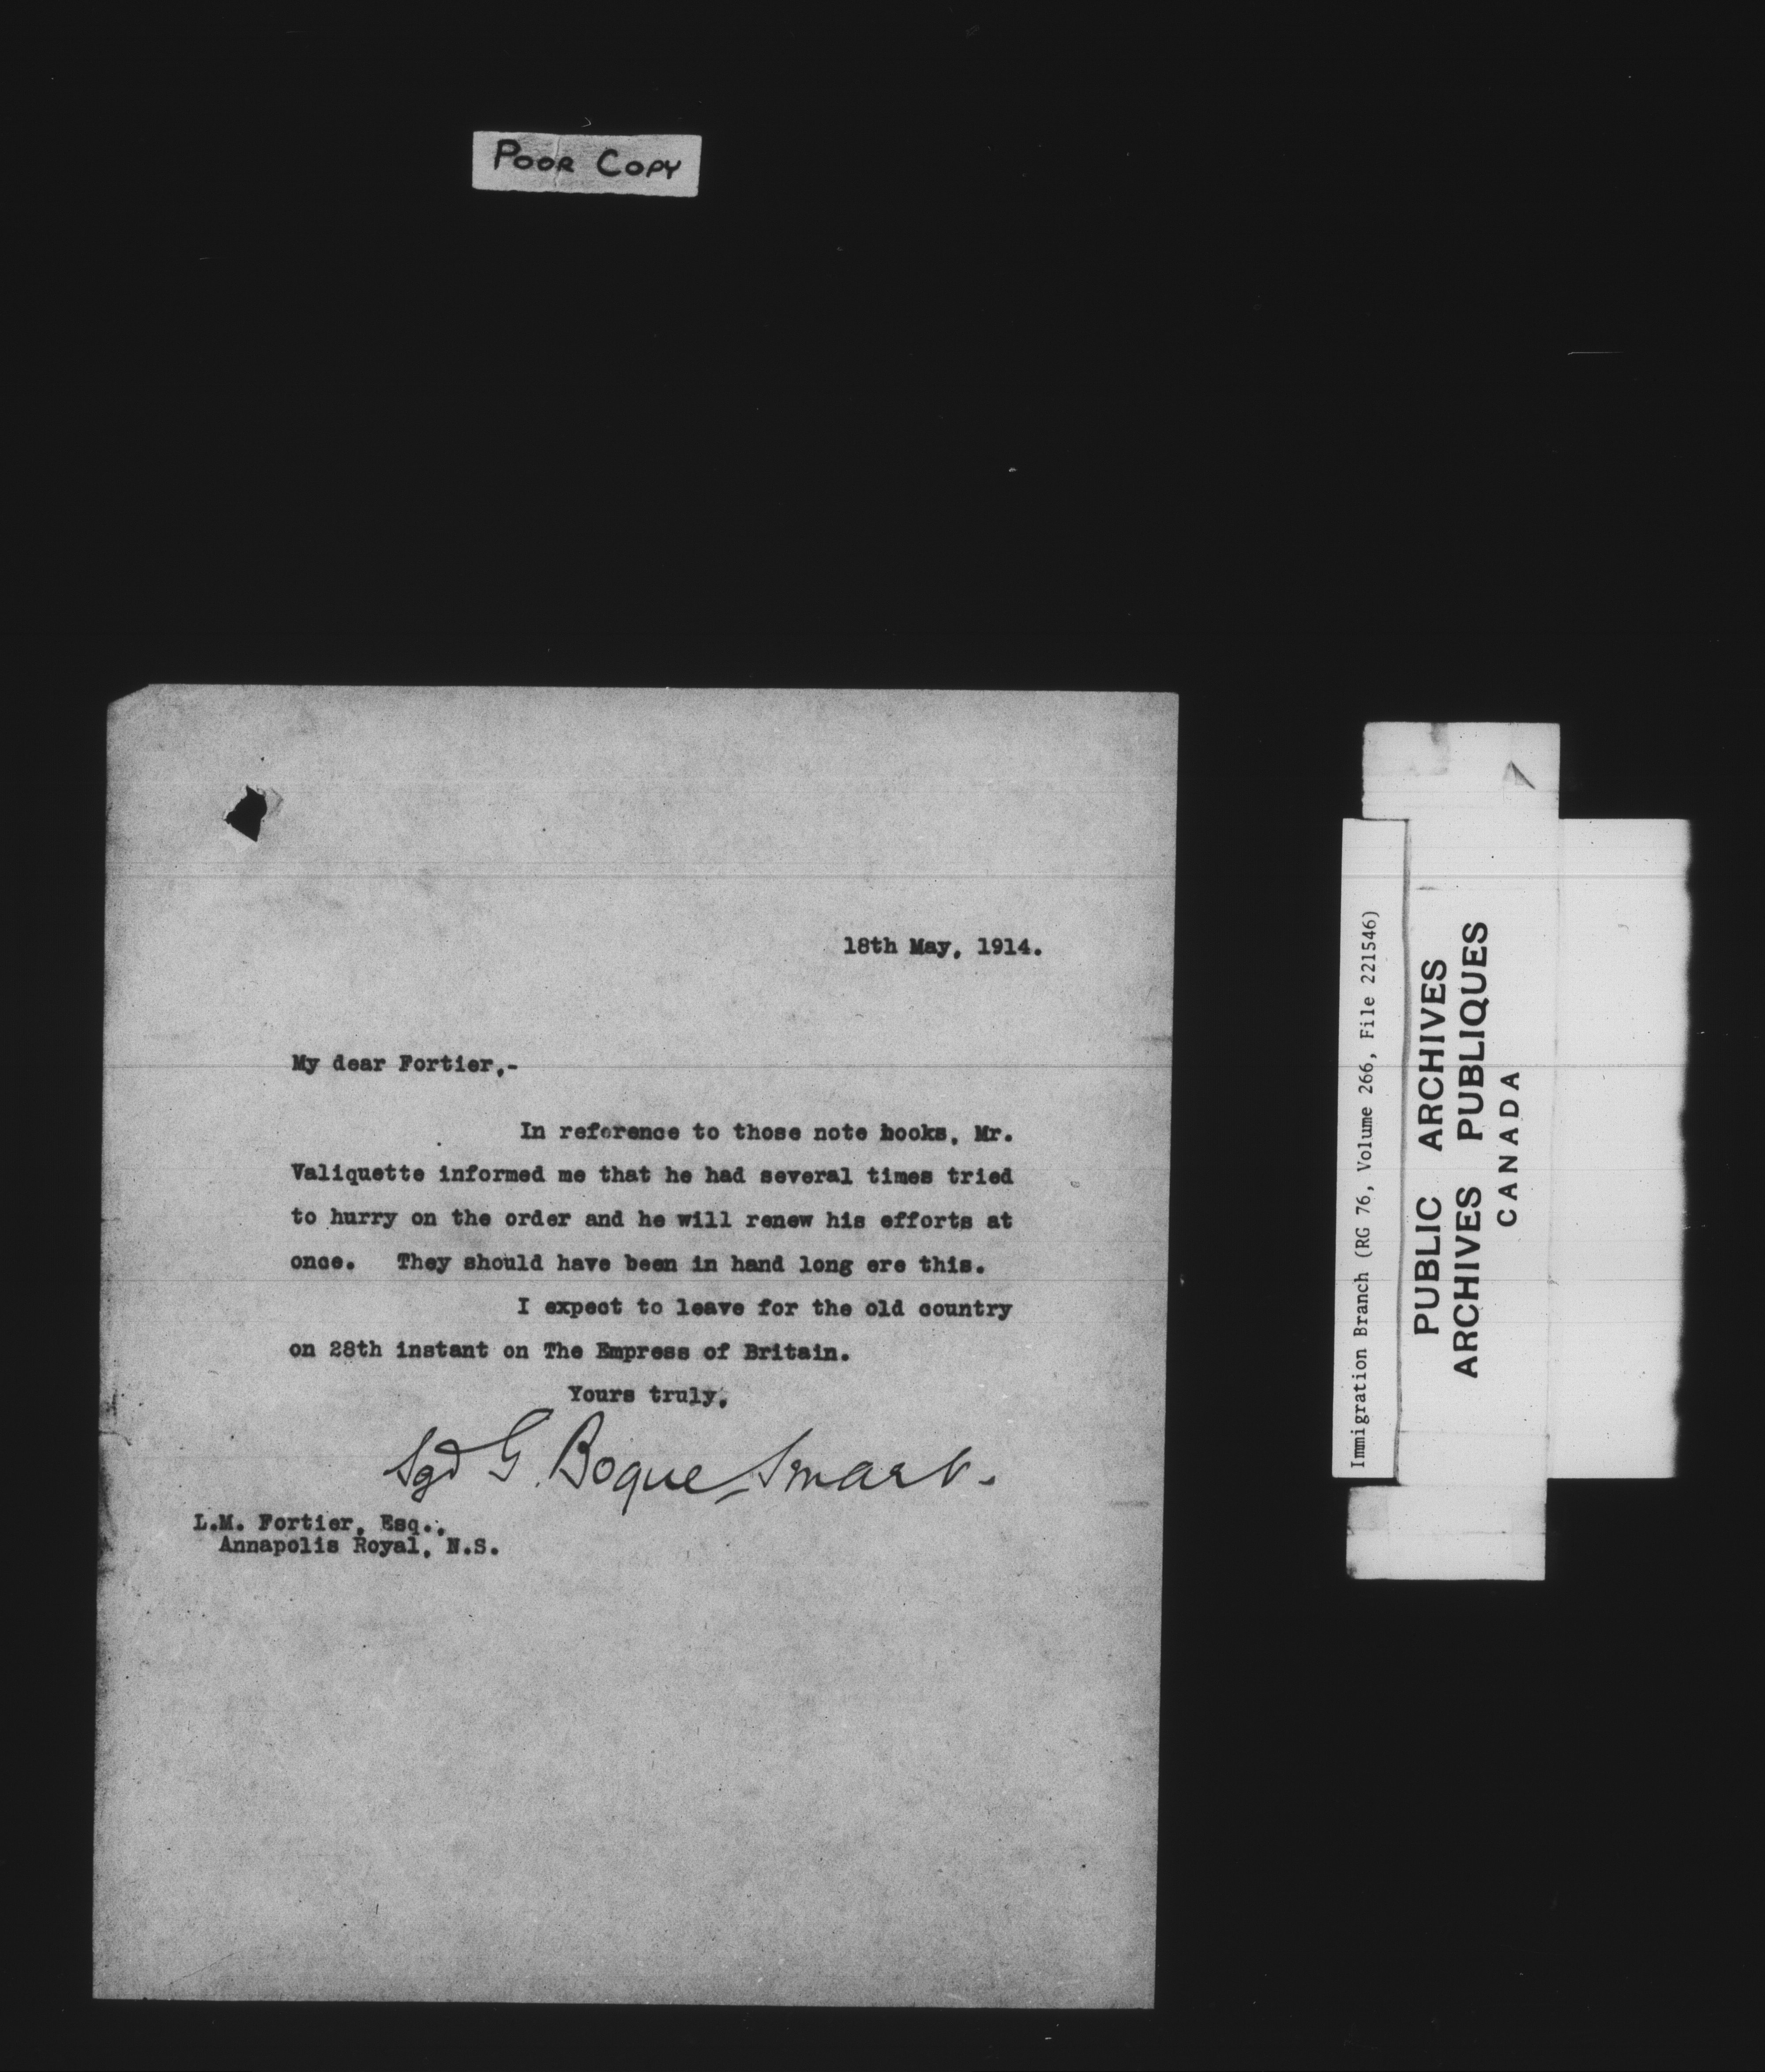 POOR COPY
18th May, 1914.
My dear Fortier,-
In reference to those note books, Mr.
Valiquette informed me that he had several times tried
to hurry on the order and he will renew his efforts at
once. They should have been in hand long ere this.
I expect to leave for the old country
on 28th instant on The Empress of Britain.
Yours truly,
Sgd G. Bogue Smart.
L.M. Fortier, Esq.,
Annapolis Royal, N.S.
Immigration Branch (RG 76, Volume 266, File 221546)
PUBLIC ARCHIVES
ARCHIVES PUBLIQUES
CANADA